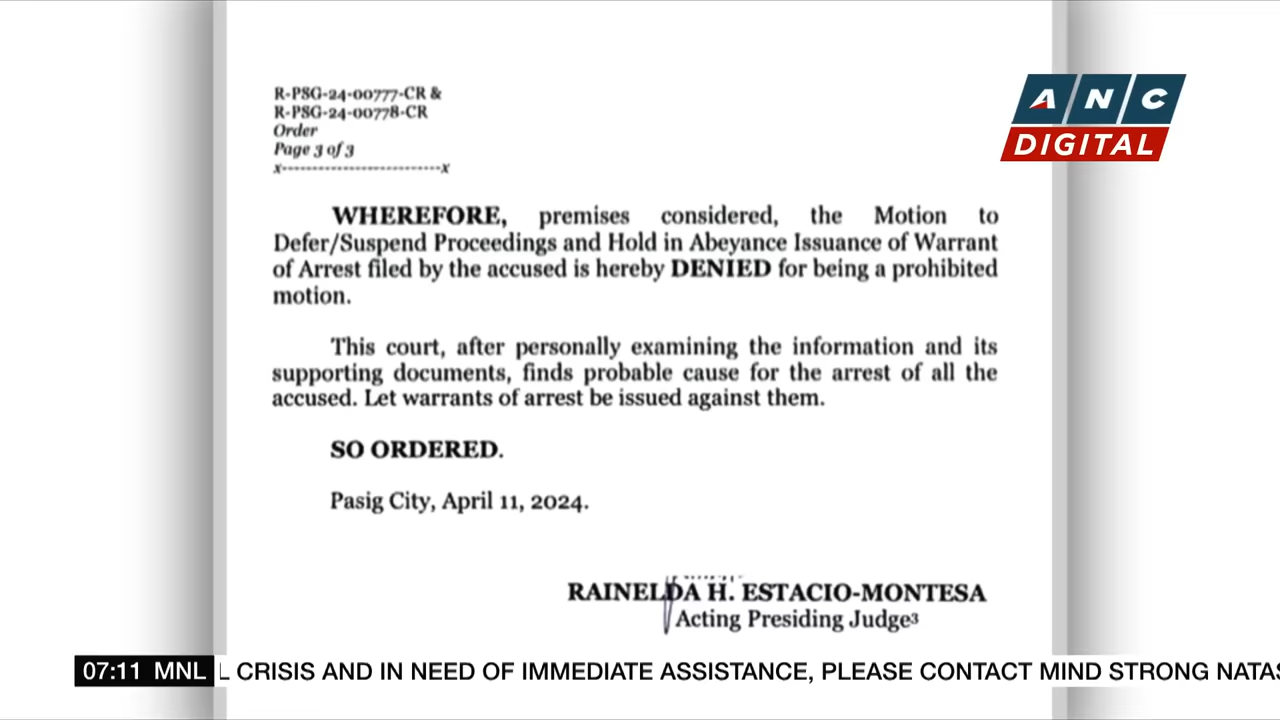 R-PSG-24-00777-CR &
R-PSG-24-00778-CR
Order
Page 3 of 3
x---------------------------x
ANC
DIGITAL
WHEREFORE, premises considered, the Motion to
Defer/Suspend Proceedings and Hold in Abeyance Issuance of Warrant
of Arrest filed by the accused is hereby DENIED for being a prohibited
motion.
This court, after personally examining the information and its
supporting documents, finds probable cause for the arrest of all the
accused. Let warrants of arrest be issued against them.
SO ORDERED.
Pasig City, April 11, 2024.
RAINELDA H. ESTACIO-MONTESA
Acting Presiding Judge³
07:11 MNL L CRISIS AND IN NEED OF IMMEDIATE ASSISTANCE, PLEASE CONTACT MIND STRONG NATAS